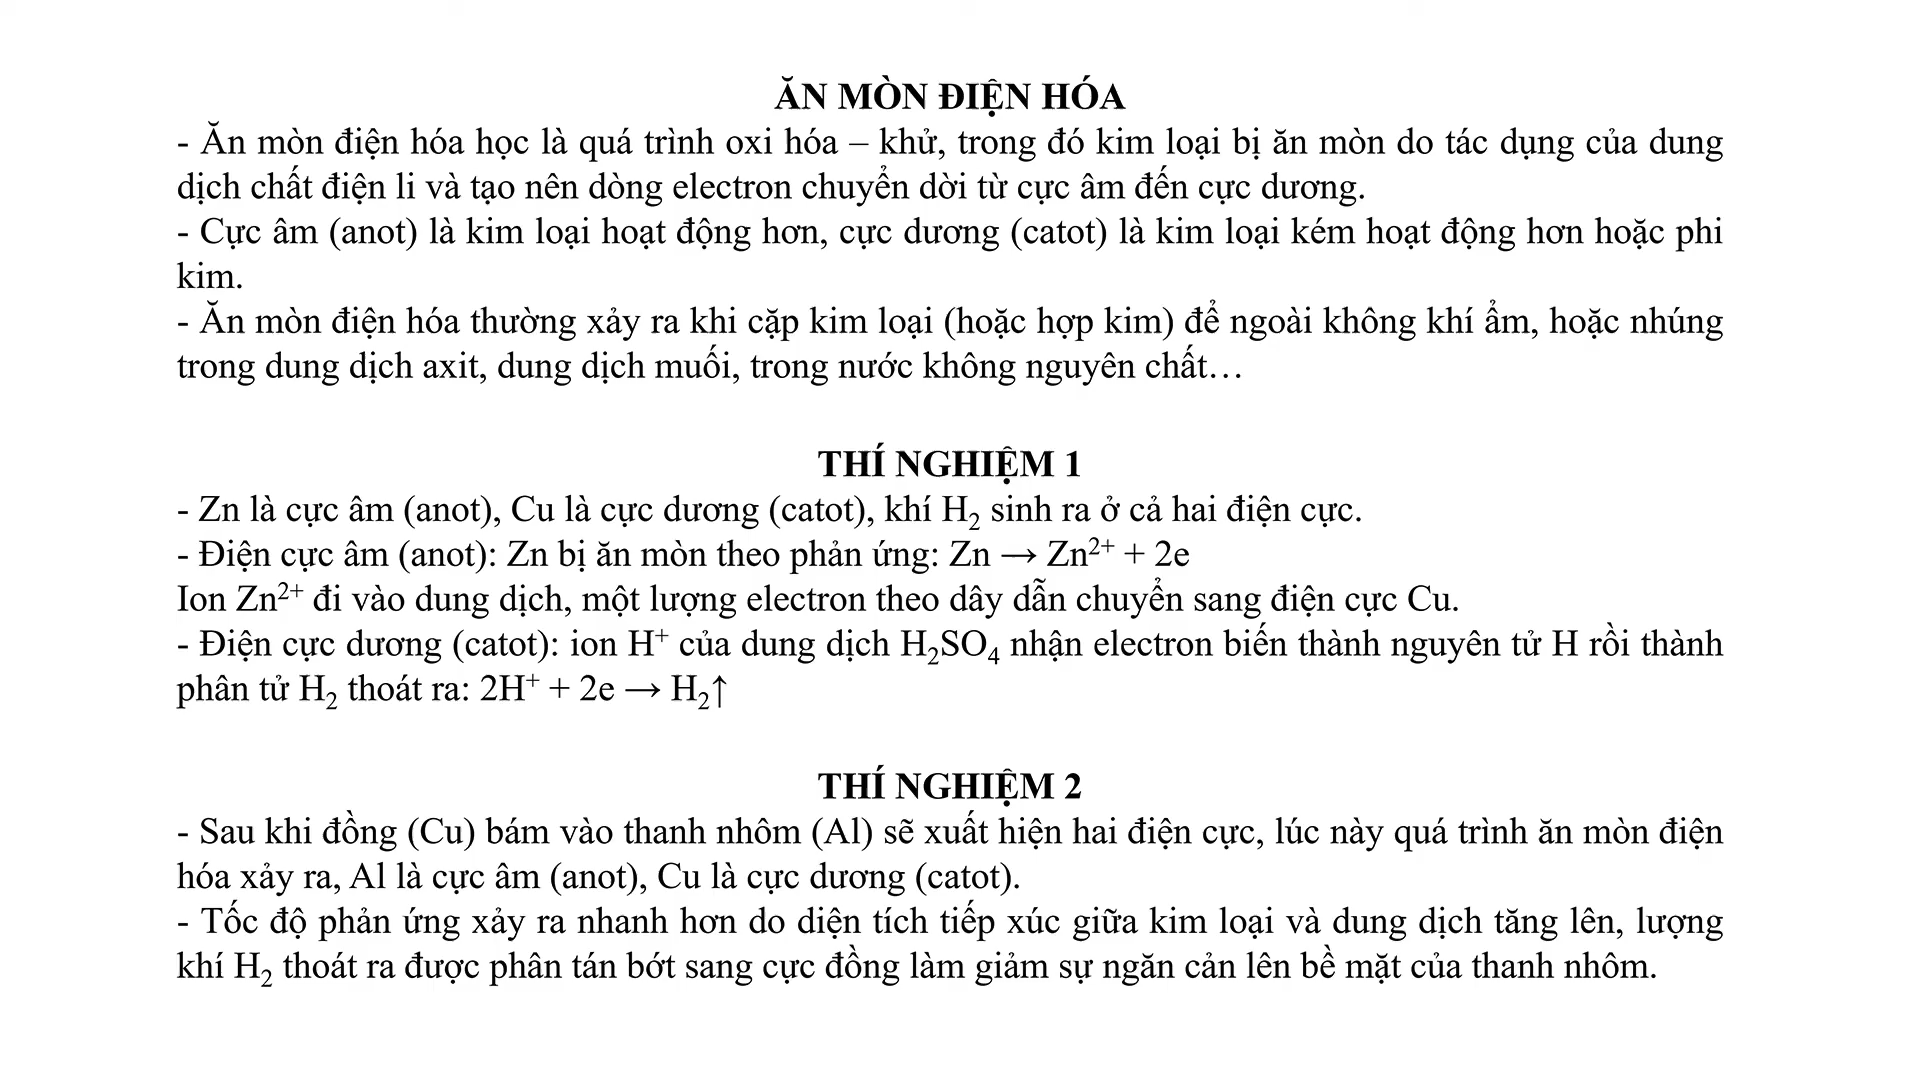 ĂN MÒN ĐIỆN HÓA
- Ăn mòn điện hóa học là quá trình oxi hóa – khử, trong đó kim loại bị ăn mòn do tác dụng của dung
dịch chất điện li và tạo nên dòng electron chuyển dời từ cực âm đến cực dương.
- Cực âm (anot) là kim loại hoạt động hơn, cực dương (catot) là kim loại kém hoạt động hơn hoặc phi
kim.
- Ăn mòn điện hóa thường xảy ra khi cặp kim loại (hoặc hợp kim) để ngoài không khí ẩm, hoặc nhúng
trong dung dịch axit, dung dịch muối, trong nước không nguyên chất…
THÍ NGHIỆM 1
- Zn là cực âm (anot), Cu là cực dương (catot), khí H₂ sinh ra ở cả hai điện cực.
- Điện cực âm (anot): Zn bị ăn mòn theo phản ứng: Zn → Zn²⁺ + 2e
Ion Zn²⁺ đi vào dung dịch, một lượng electron theo dây dẫn chuyển sang điện cực Cu.
- Điện cực dương (catot): ion H⁺ của dung dịch H₂SO₄ nhận electron biến thành nguyên tử H rồi thành
phân tử H₂ thoát ra: 2H⁺ + 2e → H₂↑
THÍ NGHIỆM 2
- Sau khi đồng (Cu) bám vào thanh nhôm (Al) sẽ xuất hiện hai điện cực, lúc này quá trình ăn mòn điện
hóa xảy ra, Al là cực âm (anot), Cu là cực dương (catot).
- Tốc độ phản ứng xảy ra nhanh hơn do diện tích tiếp xúc giữa kim loại và dung dịch tăng lên, lượng
khí H₂ thoát ra được phân tán bớt sang cực đồng làm giảm sự ngăn cản lên bề mặt của thanh nhôm.